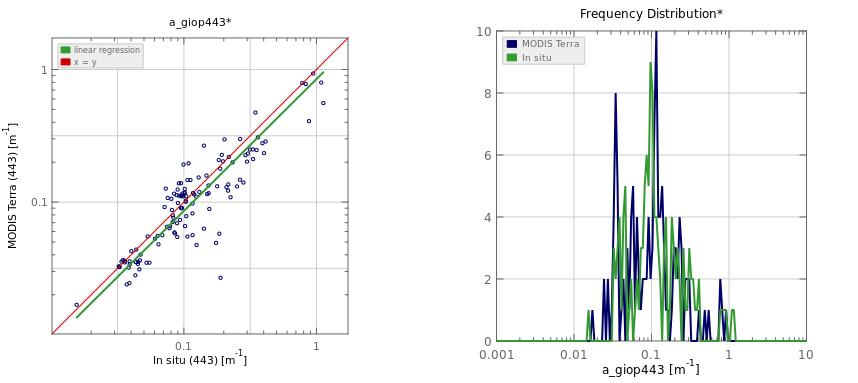 a_giop443*
linear regression
x = y
1
0.1
MODIS Terra (443) [m-1]
0.1
1
In situ (443) [m-1]
Frequency Distribution*
MODIS Terra
In situ
10
8
6
4
2
0
0.001
0.01
0.1
1
10
a_giop443 [m-1]